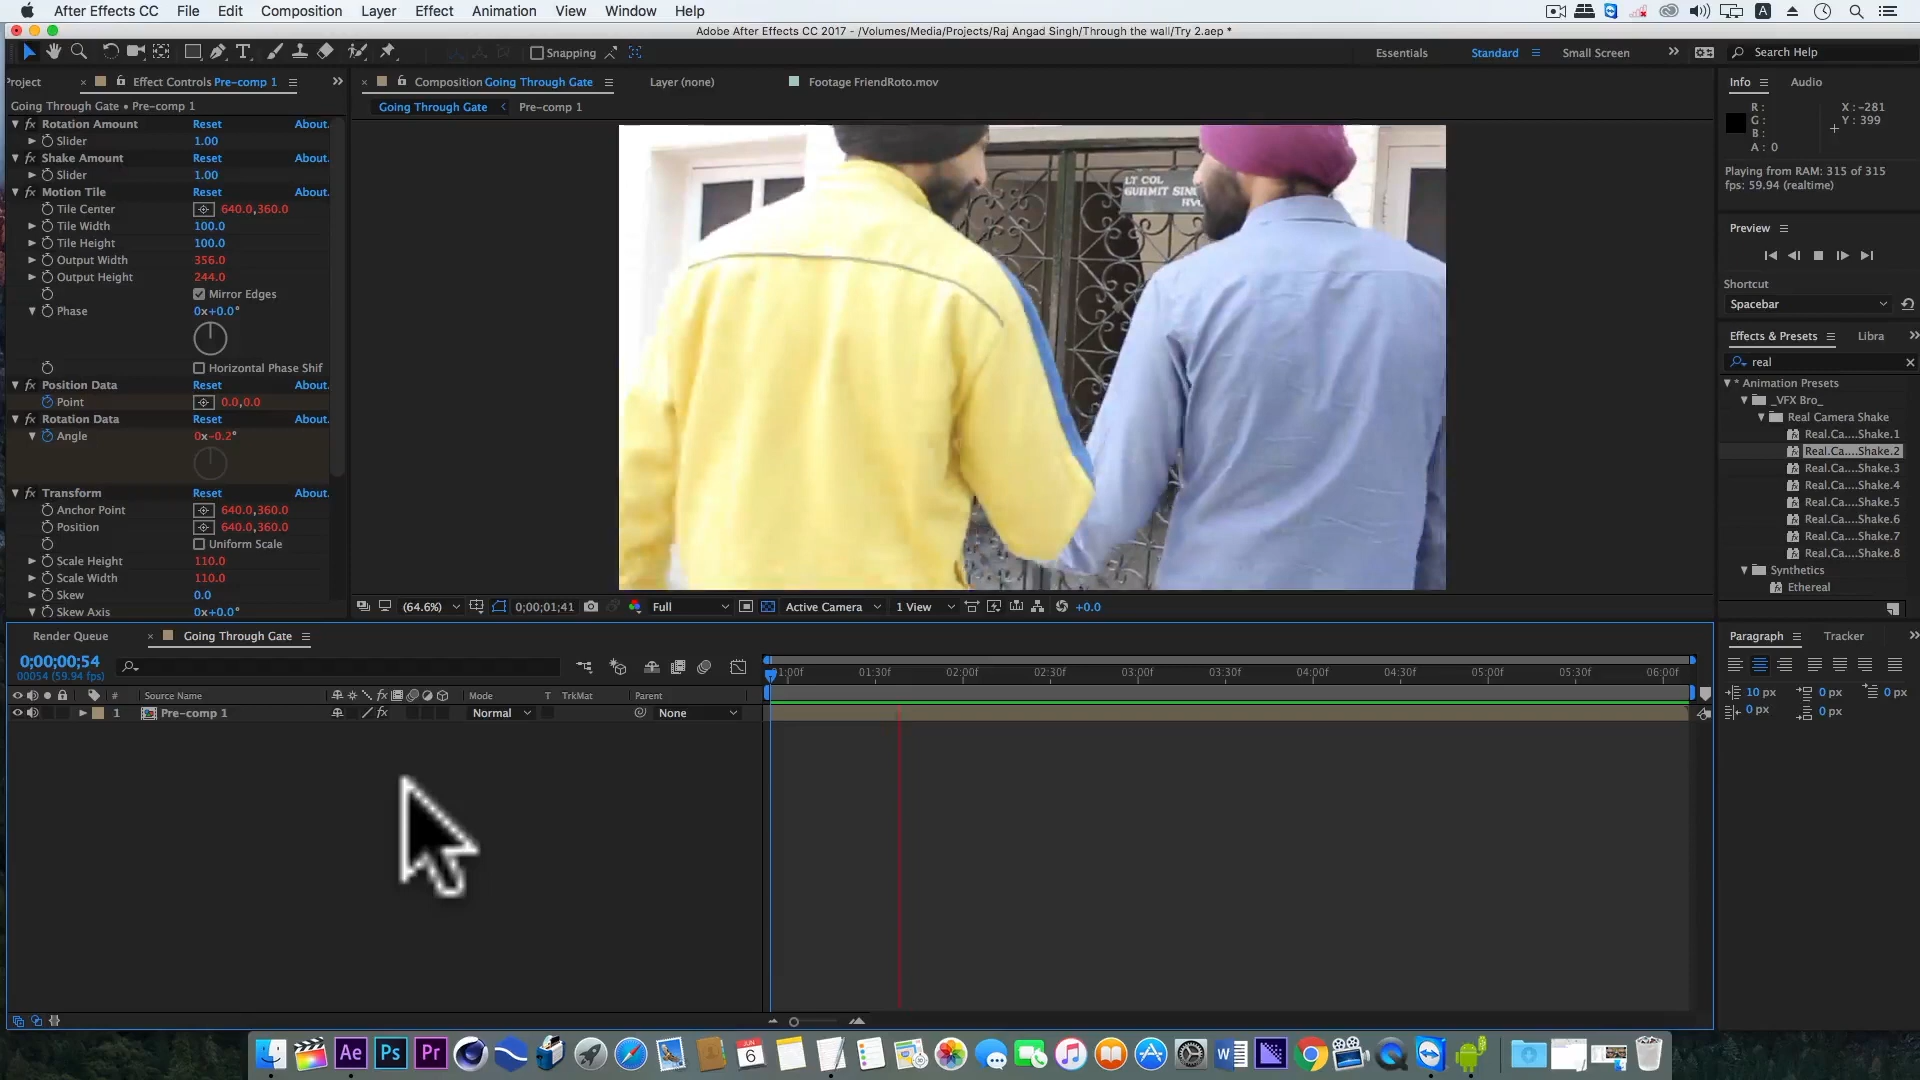 After Effects CC File Edit Composition Layer Effect Animation View Window Help
Adobe After Effects CC 2017 - /Volumes/Media/Projects/Raj Angad Singh/Through the wall/Try 2.aep *
Snapping Essentials Standard Small Screen Search Help
Project Effect Controls Pre-comp 1 Composition Going Through Gate Layer (none) Footage FriendRoto.mov
Going Through Gate • Pre-comp 1
Going Through Gate Pre-comp 1
Rotation Amount Reset About.
Slider 1.00
Shake Amount Reset About.
Slider 1.00
Motion Tile Reset About.
Tile Center 640.0,360.0
Tile Width 100.0
Tile Height 100.0
Output Width 356.0
Output Height 244.0
Mirror Edges
Phase 0x+0.0°
Horizontal Phase Shif
Position Data Reset About.
Point 0.0,0.0
Rotation Data Reset About.
Angle 0x-0.2°
Transform Reset About.
Anchor Point 640.0,360.0
Position 640.0,360.0
Uniform Scale
Scale Height 110.0
Scale Width 110.0
Skew 0.0
Skew Axis 0x+0.0°
LT COL
GURMIT SIN
(64.6%) 0;00;01;41 Full Active Camera 1 View +0.0
Info Audio
R: X: -281
G: Y: 399
B:
A: 0
Playing from RAM: 315 of 315
fps: 59.94 (realtime)
Preview
Shortcut
Spacebar
Effects & Presets Libra
real
* Animation Presets
_VFX Bro_
Real Camera Shake
Real.Ca....Shake.1
Real.Ca....Shake.2
Real.Ca....Shake.3
Real.Ca....Shake.4
Real.Ca....Shake.5
Real.Ca....Shake.6
Real.Ca....Shake.7
Real.Ca....Shake.8
Synthetics
Ethereal
Render Queue Going Through Gate
0;00;00;54
00054 (59.94 fps)
1:00f 01:30f 02:00f 02:30f 03:00f 03:30f 04:00f 04:30f 05:00f 05:30f 06:00f
# Source Name Mode T TrkMat Parent
1 Pre-comp 1 Normal None
Paragraph Tracker
10 px 0 px 0 px
0 px 0 px
Ae Ps Pr JUN 6 W